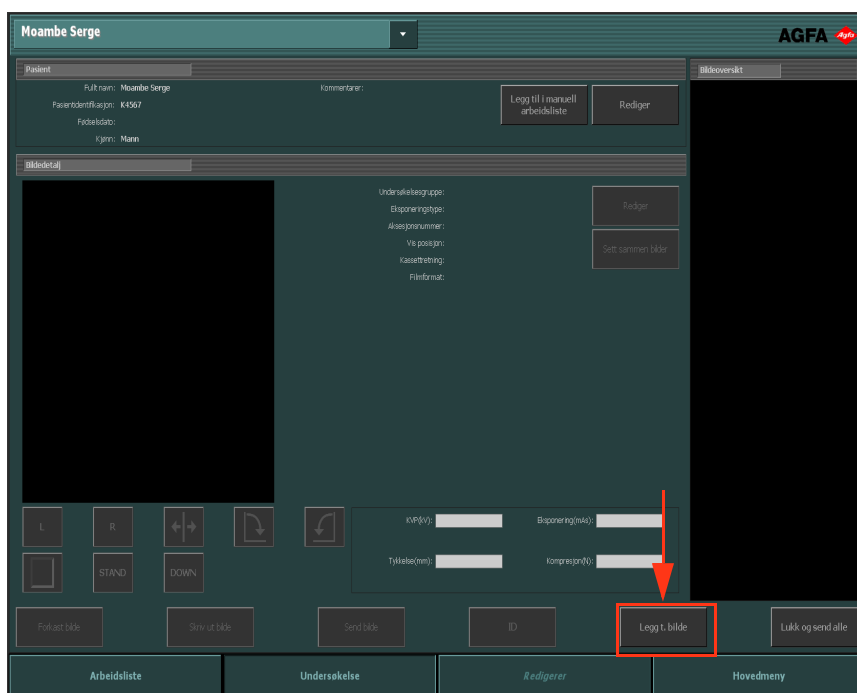 Moambe Serge
AGFA Agfa
Pasient
Fullt navn: Moambe Serge
Pasientidentifikasjon: K4567
Fødselsdato:
Kjønn: Mann
Kommentarer:
Legg til i manuell
arbeidsliste
Rediger
Bildeoversikt
Bildedetalj
Undersøkelsesgruppe:
Eksponeringstype:
Aksesjonsnummer:
Vis posisjon:
Kassettretning:
Filmformat:
Rediger
Sett sammen bilder
L
R
STAND
DOWN
KVP(kV):
Eksponering(mAs):
Tykkelse(mm):
Kompresjon(N):
Forkast bilde
Skriv ut bilde
Send bilde
ID
Legg t. bilde
Lukk og send alle
Arbeidsliste
Undersøkelse
Redigerer
Hovedmeny